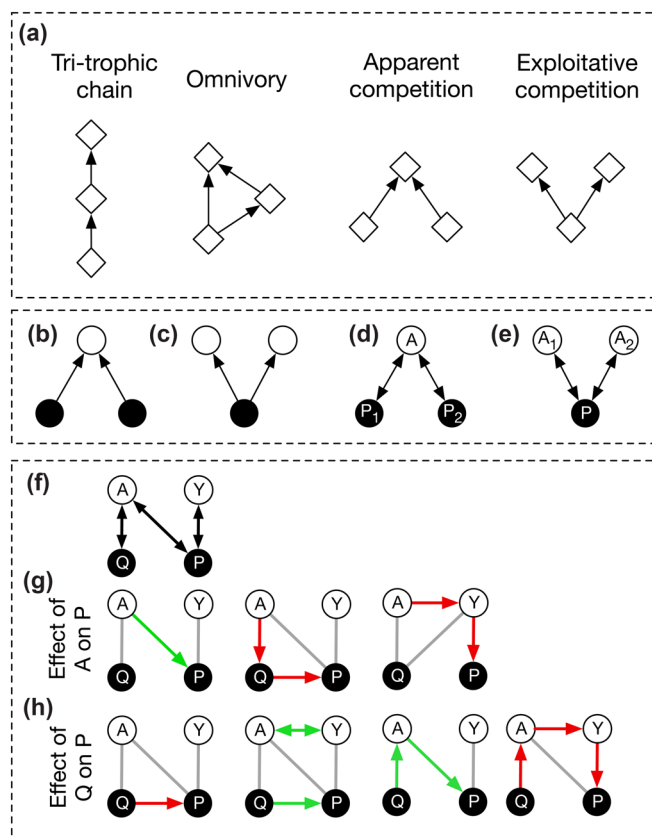 (a)
Tri-trophic
chain
Omnivory
Apparent
competition
Exploitative
competition
(b)
(c)
(d)
A
P1
P2
(e)
A1
A2
P
(f)
A
Y
Q
P
(g)
Effect of
A on P
A
Y
Q
P
A
Y
Q
P
A
Y
Q
P
(h)
Effect of
Q on P
A
Y
Q
P
A
Y
Q
P
A
Y
Q
P
A
Y
Q
P